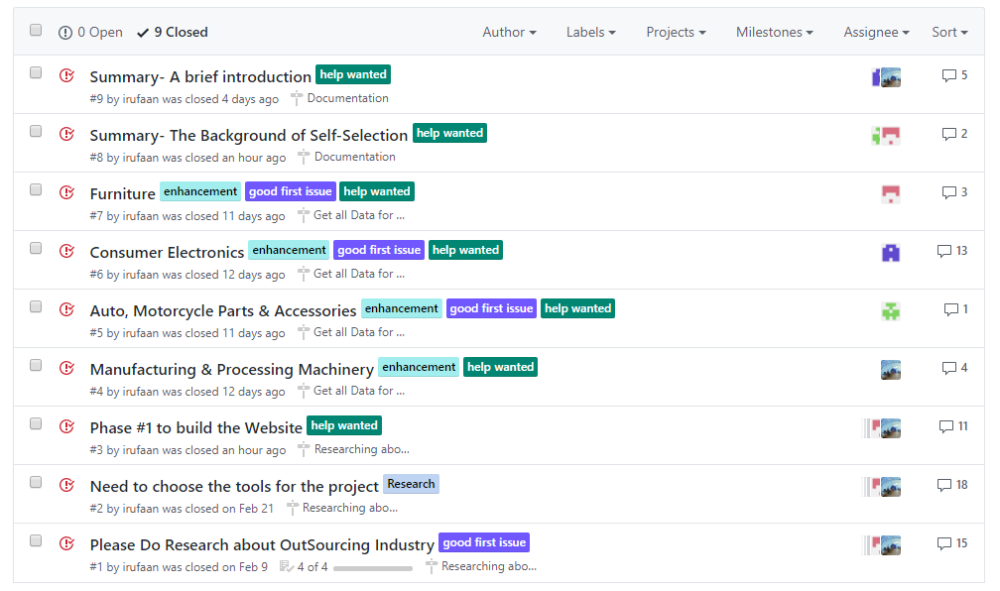 0 Open 9 Closed Author Labels Projects Milestones Assignee Sort
Summary- A brief introduction help wanted 5
#9 by irufaan was closed 4 days ago Documentation
Summary- The Background of Self-Selection help wanted 2
#8 by irufaan was closed an hour ago Documentation
Furniture enhancement good first issue help wanted 3
#7 by irufaan was closed 11 days ago Get all Data for ...
Consumer Electronics enhancement good first issue help wanted 13
#6 by irufaan was closed 12 days ago Get all Data for ...
Auto, Motorcycle Parts & Accessories enhancement good first issue help wanted 1
#5 by irufaan was closed 11 days ago Get all Data for ...
Manufacturing & Processing Machinery enhancement help wanted 4
#4 by irufaan was closed 12 days ago Get all Data for ...
Phase #1 to build the Website help wanted 11
#3 by irufaan was closed an hour ago Researching abo...
Need to choose the tools for the project Research 18
#2 by irufaan was closed on Feb 21 Researching abo...
Please Do Research about OutSourcing Industry good first issue 15
#1 by irufaan was closed on Feb 9 4 of 4 Researching abo...